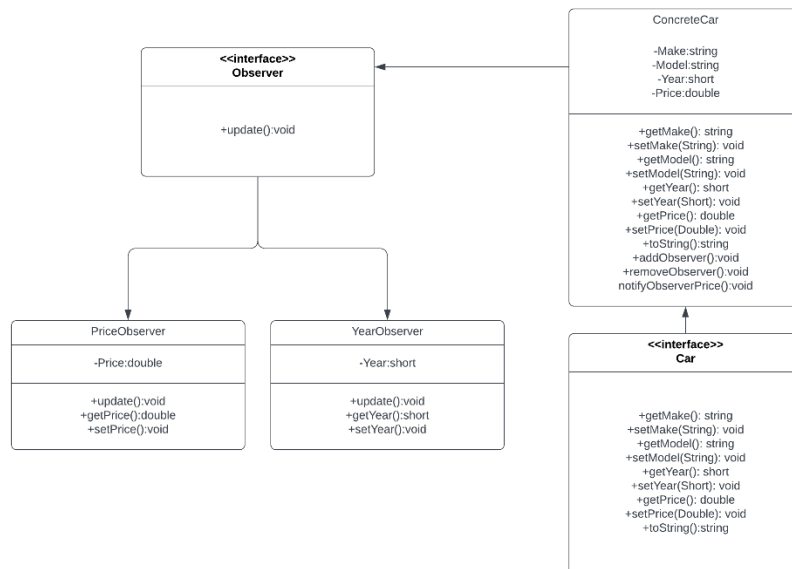 <<interface>>
Observer
+update():void
ConcreteCar
-Make:string
-Model:string
-Year:short
-Price:double
+getMake(): string
+setMake(String): void
+getModel(): string
+setModel(String): void
+getYear(): short
+setYear(Short): void
+getPrice(): double
+setPrice(Double): void
+toString():string
+addObserver():void
+removeObserver():void
notifyObserverPrice():void
PriceObserver
-Price:double
+update():void
+getPrice():double
+setPrice():void
YearObserver
-Year:short
+update():void
+getYear():short
+setYear():void
<<interface>>
Car
+getMake(): string
+setMake(String): void
+getModel(): string
+setModel(String): void
+getYear(): short
+setYear(Short): void
+getPrice(): double
+setPrice(Double): void
+toString():string